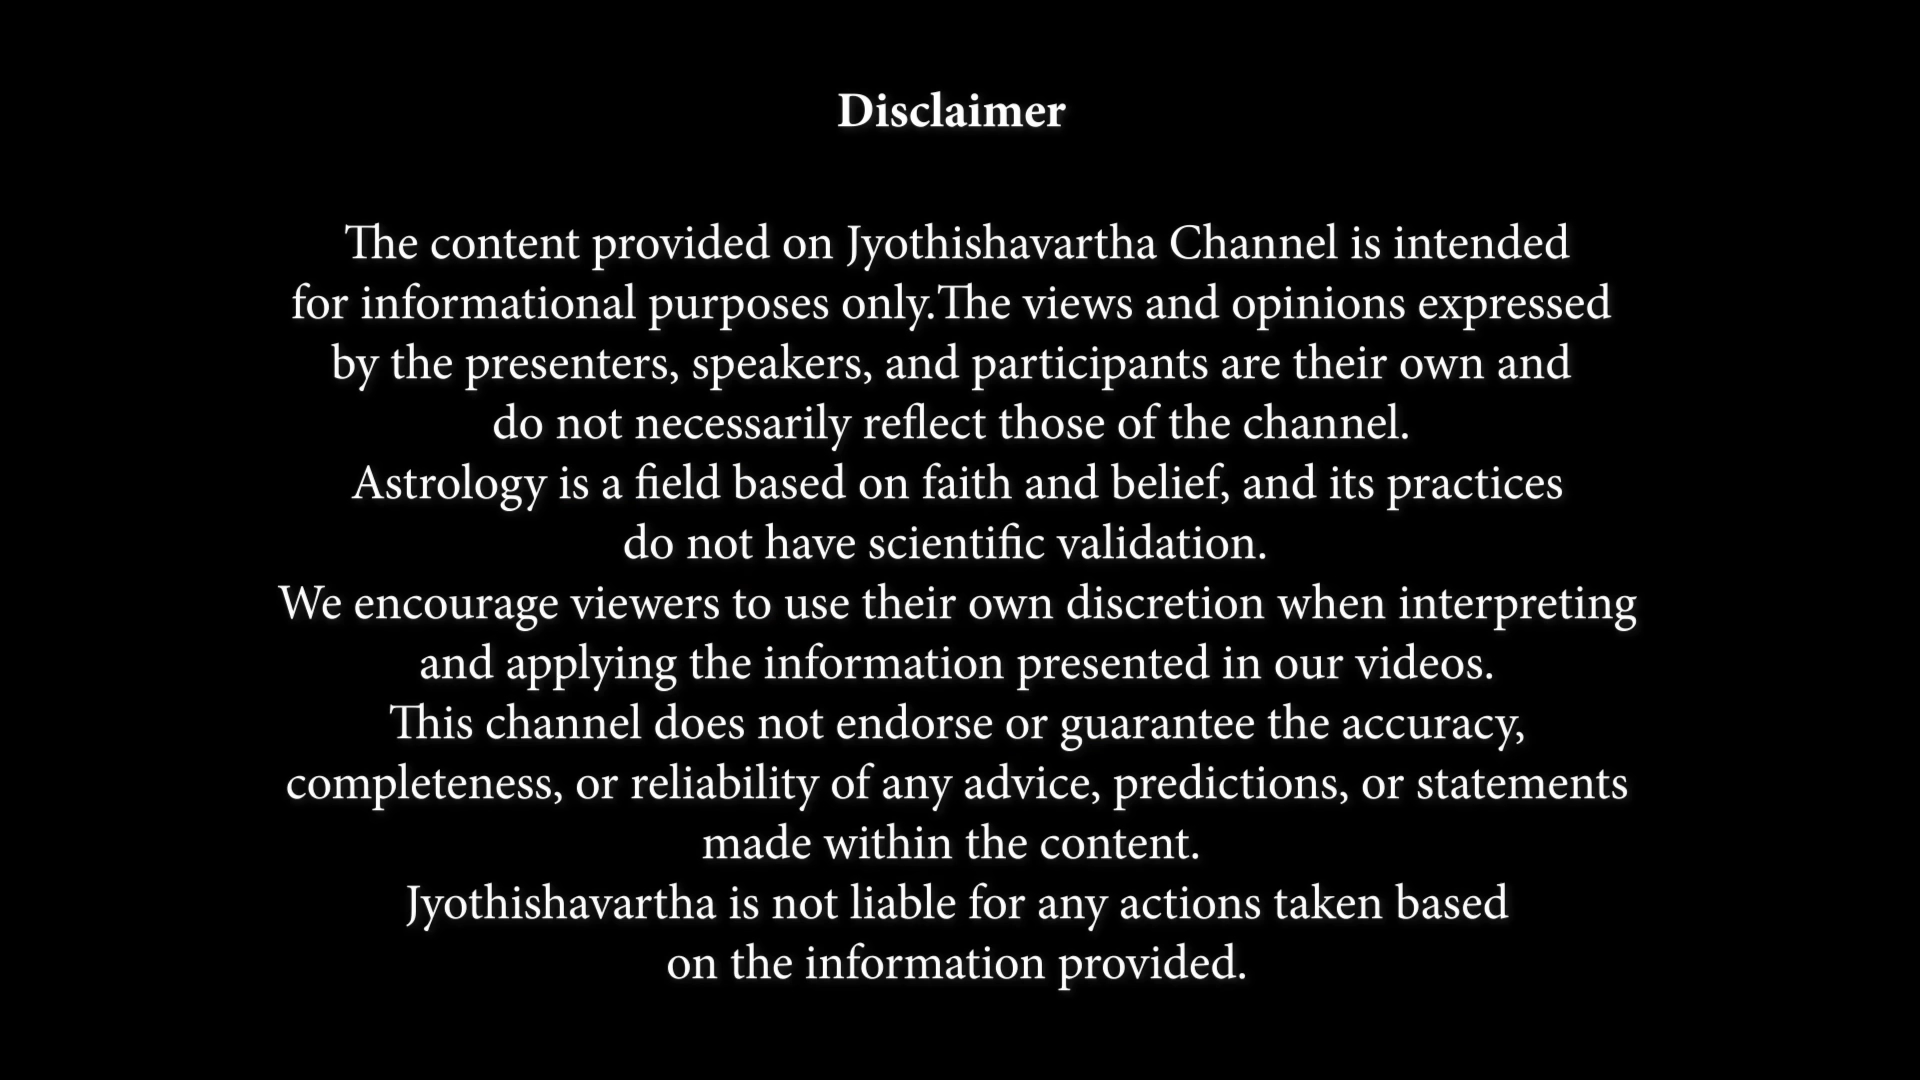 Disclaimer
The content provided on Jyothishavartha Channel is intended
for informational purposes only.The views and opinions expressed
by the presenters, speakers, and participants are their own and
do not necessarily reflect those of the channel.
Astrology is a field based on faith and belief, and its practices
do not have scientific validation.
We encourage viewers to use their own discretion when interpreting
and applying the information presented in our videos.
This channel does not endorse or guarantee the accuracy,
completeness, or reliability of any advice, predictions, or statements
made within the content.
Jyothishavartha is not liable for any actions taken based
on the information provided.